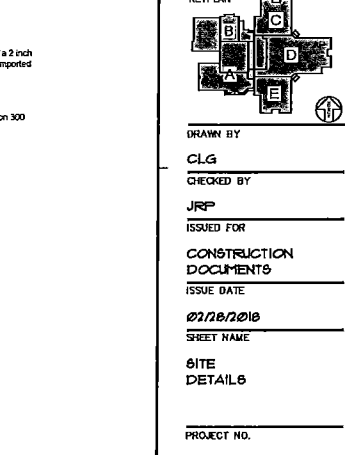 KEY PLAN
a 2 inch
imported
on 300
B
C
D
A
E
DRAWN BY
CLG
CHECKED BY
JRP
ISSUED FOR
CONSTRUCTION
DOCUMENTS
ISSUE DATE
02/28/2018
SHEET NAME
SITE
DETAILS
PROJECT NO.